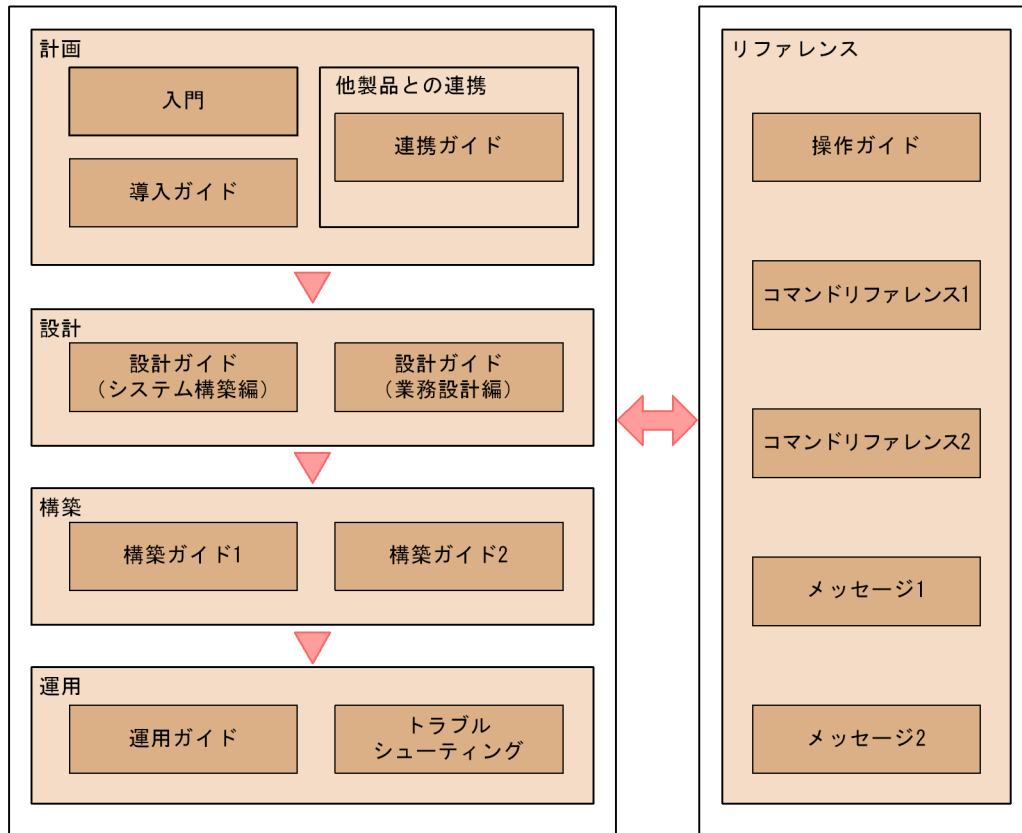 計画
入門
導入ガイド
他製品との連携
連携ガイド
設計
設計ガイド
（システム構築編）
設計ガイド
（業務設計編）
構築
構築ガイド1
構築ガイド2
運用
運用ガイド
トラブル
シューティング
リファレンス
操作ガイド
コマンドリファレンス1
コマンドリファレンス2
メッセージ1
メッセージ2